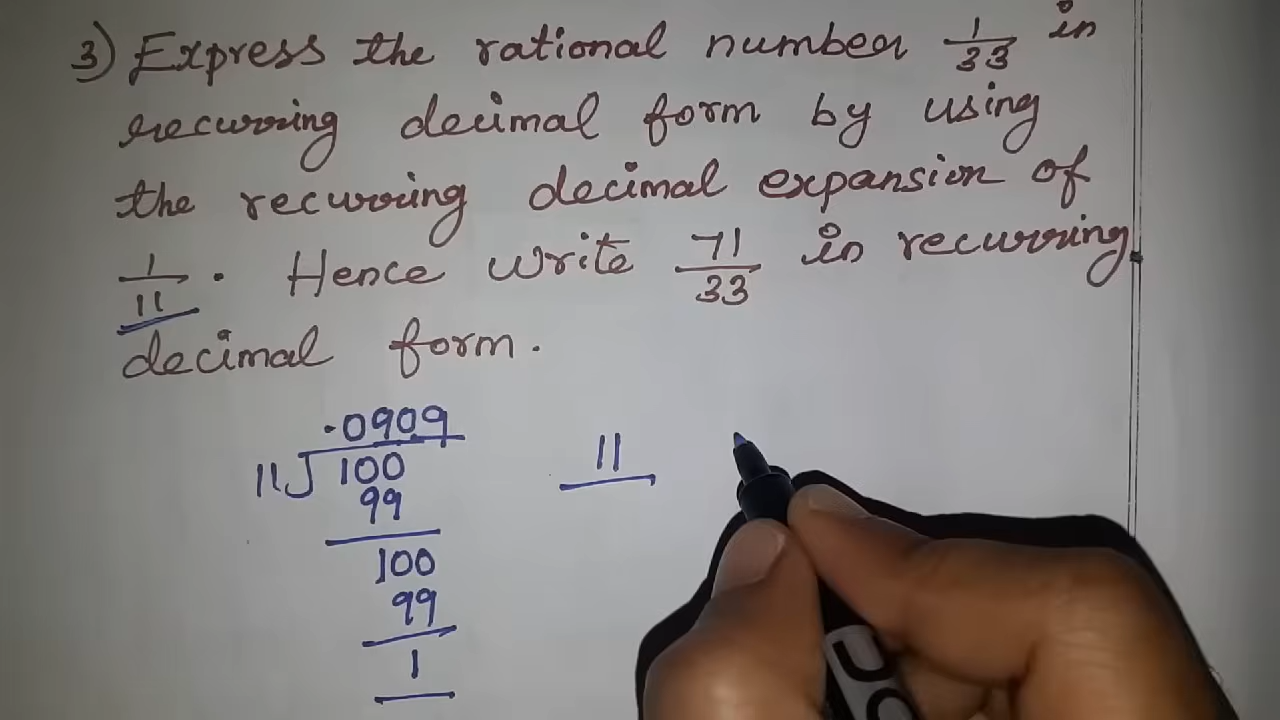 3) Express the rational number 1/33 in
recurring decimal form by using
the recurring decimal expansion of
1/11. Hence write 71/33 in recurring
decimal form.
.0909
11 ) 100
99
100
99
1
11